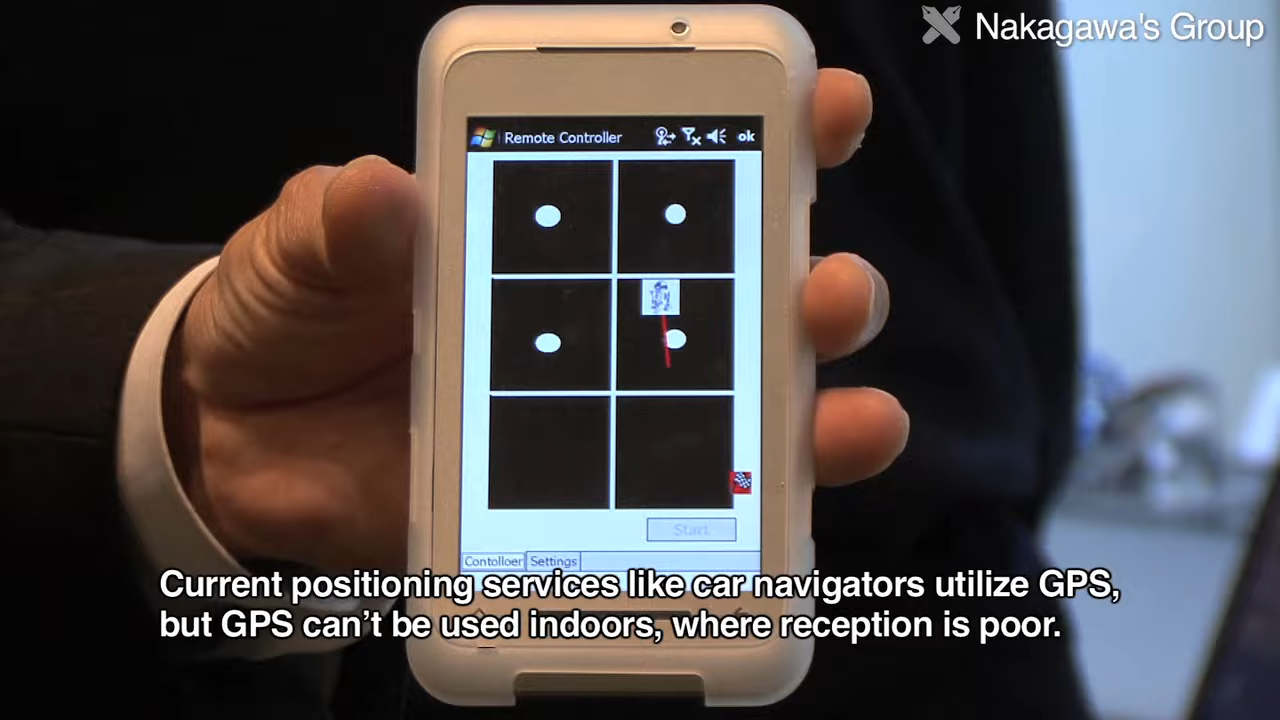 Nakagawa's Group
Remote Controller
ok
Start
Contolloer
Settings
Current positioning services like car navigators utilize GPS,
but GPS can't be used indoors, where reception is poor.